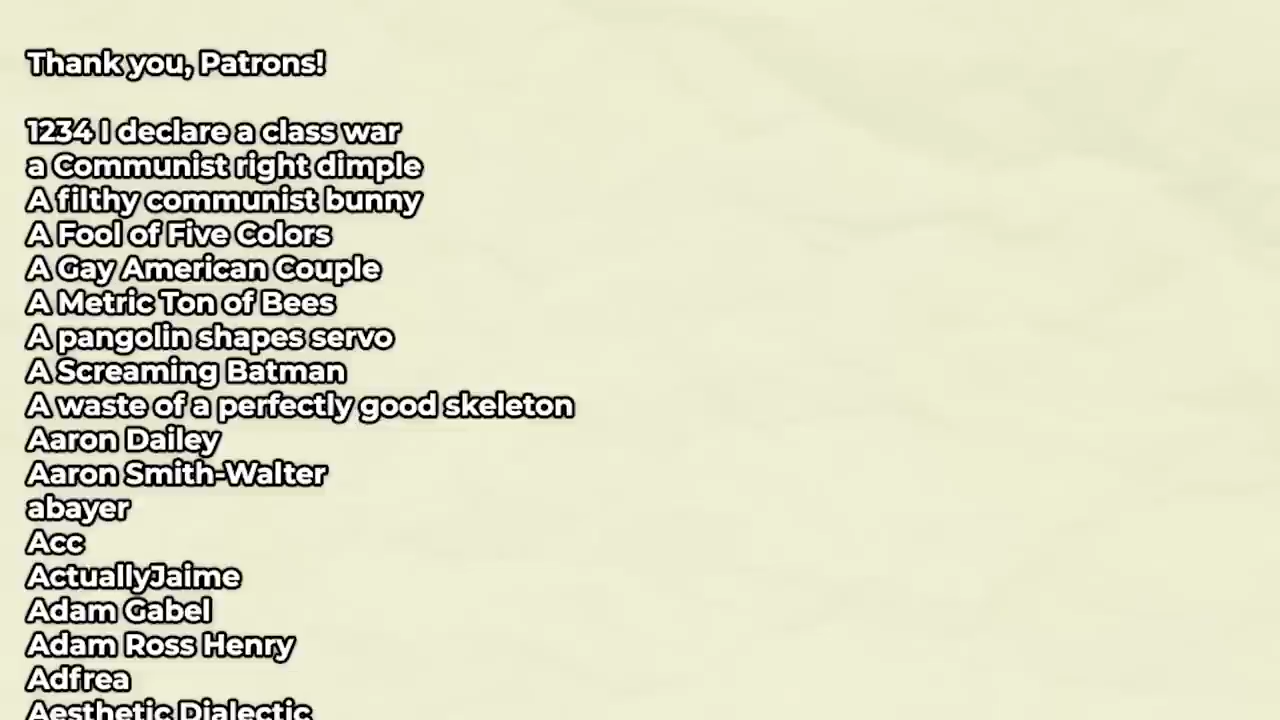 Thank you, Patrons!
1234 I declare a class war
a Communist right dimple
A filthy communist bunny
A Fool of Five Colors
A Gay American Couple
A Metric Ton of Bees
A pangolin shapes servo
A Screaming Batman
A waste of a perfectly good skeleton
Aaron Dailey
Aaron Smith-Walter
abayer
Acc
ActuallyJaime
Adam Gabel
Adam Ross Henry
Adfrea
Aesthetic Dialectic